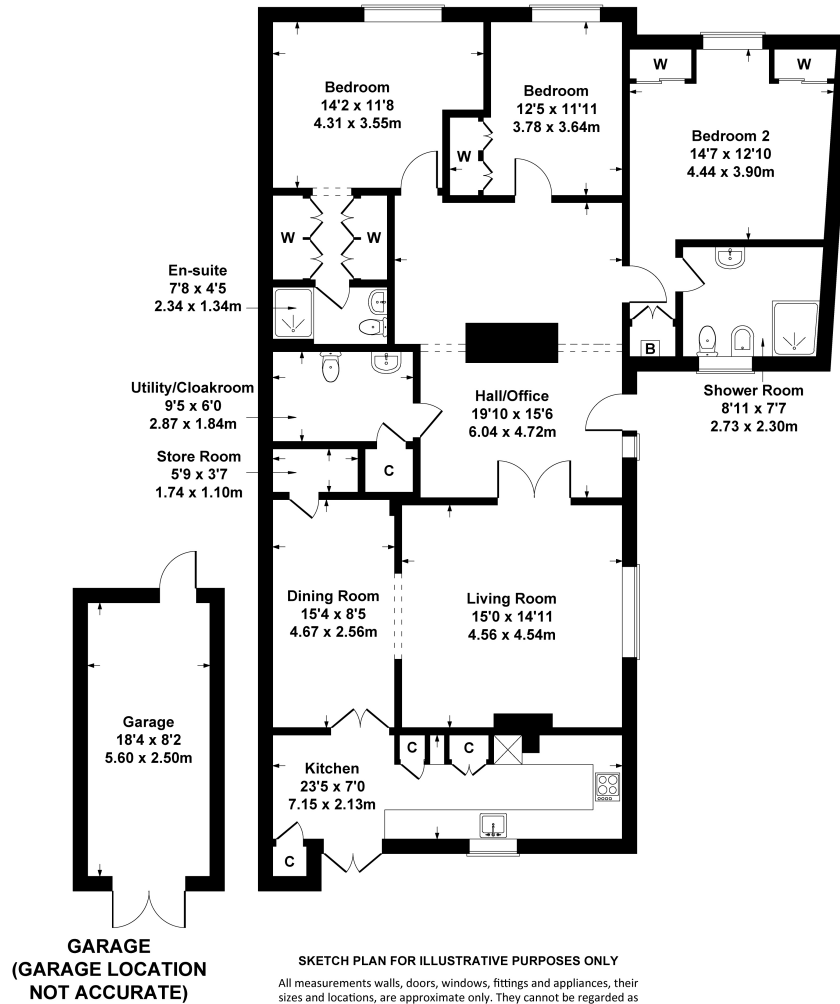 Bedroom
14'2 x 11'8
4.31 x 3.55m
Bedroom
12'5 x 11'11
3.78 x 3.64m
W
W
W
Bedroom 2
14'7 x 12'10
4.44 x 3.90m
W
W
En-suite
7'8 x 4'5
2.34 x 1.34m
B
Utility/Cloakroom
9'5 x 6'0
2.87 x 1.84m
Hall/Office
19'10 x 15'6
6.04 x 4.72m
Shower Room
8'11 x 7'7
2.73 x 2.30m
Store Room
5'9 x 3'7
1.74 x 1.10m
C
Dining Room
15'4 x 8'5
4.67 x 2.56m
Living Room
15'0 x 14'11
4.56 x 4.54m
Garage
18'4 x 8'2
5.60 x 2.50m
Kitchen
23'5 x 7'0
7.15 x 2.13m
C
C
C
GARAGE
(GARAGE LOCATION
NOT ACCURATE)
SKETCH PLAN FOR ILLUSTRATIVE PURPOSES ONLY
All measurements walls, doors, windows, fittings and appliances, their
sizes and locations, are approximate only. They cannot be regarded as